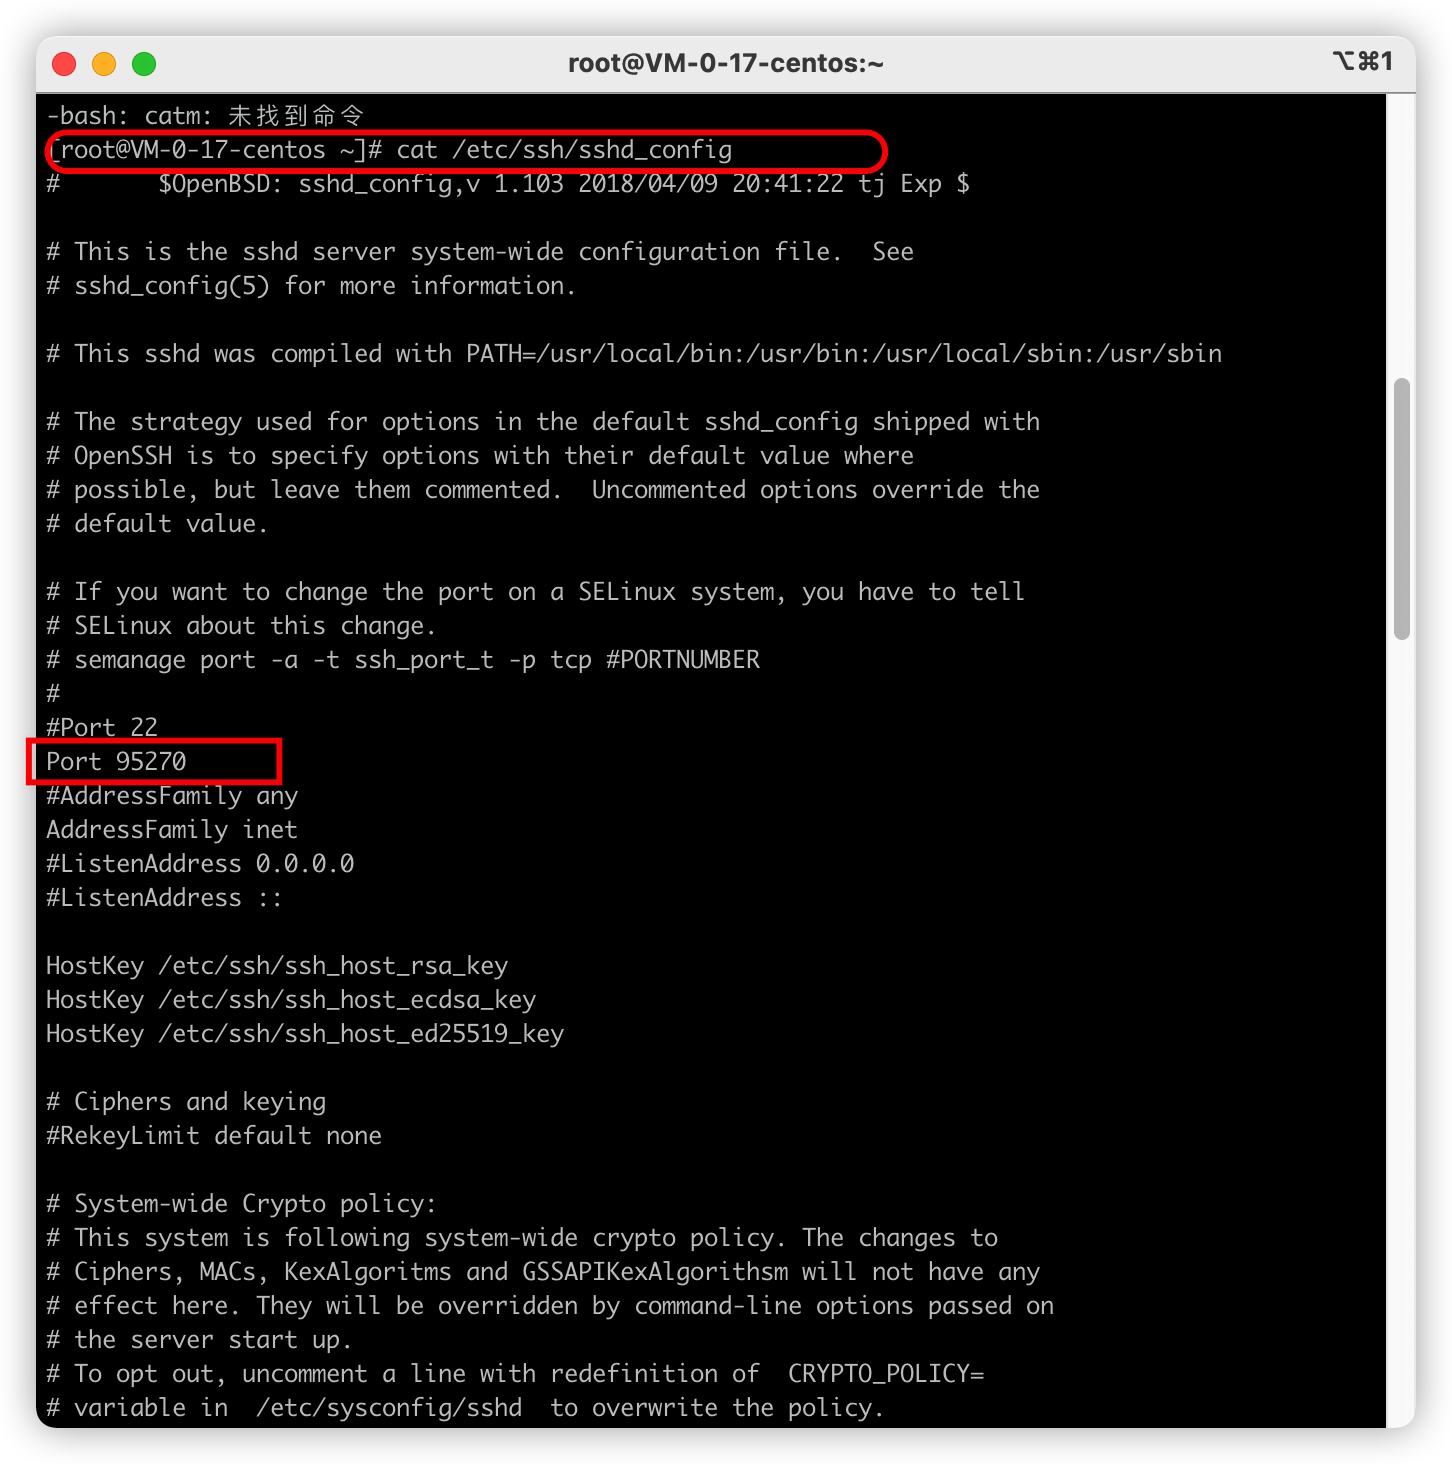 root@VM-0-17-centos:~
⌥⌘1
-bash: catm: 未找到命令
[root@VM-0-17-centos ~]# cat /etc/ssh/sshd_config
#       $OpenBSD: sshd_config,v 1.103 2018/04/09 20:41:22 tj Exp $
# This is the sshd server system-wide configuration file.  See
# sshd_config(5) for more information.
# This sshd was compiled with PATH=/usr/local/bin:/usr/bin:/usr/local/sbin:/usr/sbin
# The strategy used for options in the default sshd_config shipped with
# OpenSSH is to specify options with their default value where
# possible, but leave them commented.  Uncommented options override the
# default value.
# If you want to change the port on a SELinux system, you have to tell
# SELinux about this change.
# semanage port -a -t ssh_port_t -p tcp #PORTNUMBER
#
#Port 22
Port 95270
#AddressFamily any
AddressFamily inet
#ListenAddress 0.0.0.0
#ListenAddress ::
HostKey /etc/ssh/ssh_host_rsa_key
HostKey /etc/ssh/ssh_host_ecdsa_key
HostKey /etc/ssh/ssh_host_ed25519_key
# Ciphers and keying
#RekeyLimit default none
# System-wide Crypto policy:
# This system is following system-wide crypto policy. The changes to
# Ciphers, MACs, KexAlgoritms and GSSAPIKexAlgorithsm will not have any
# effect here. They will be overridden by command-line options passed on
# the server start up.
# To opt out, uncomment a line with redefinition of  CRYPTO_POLICY=
# variable in  /etc/sysconfig/sshd  to overwrite the policy.